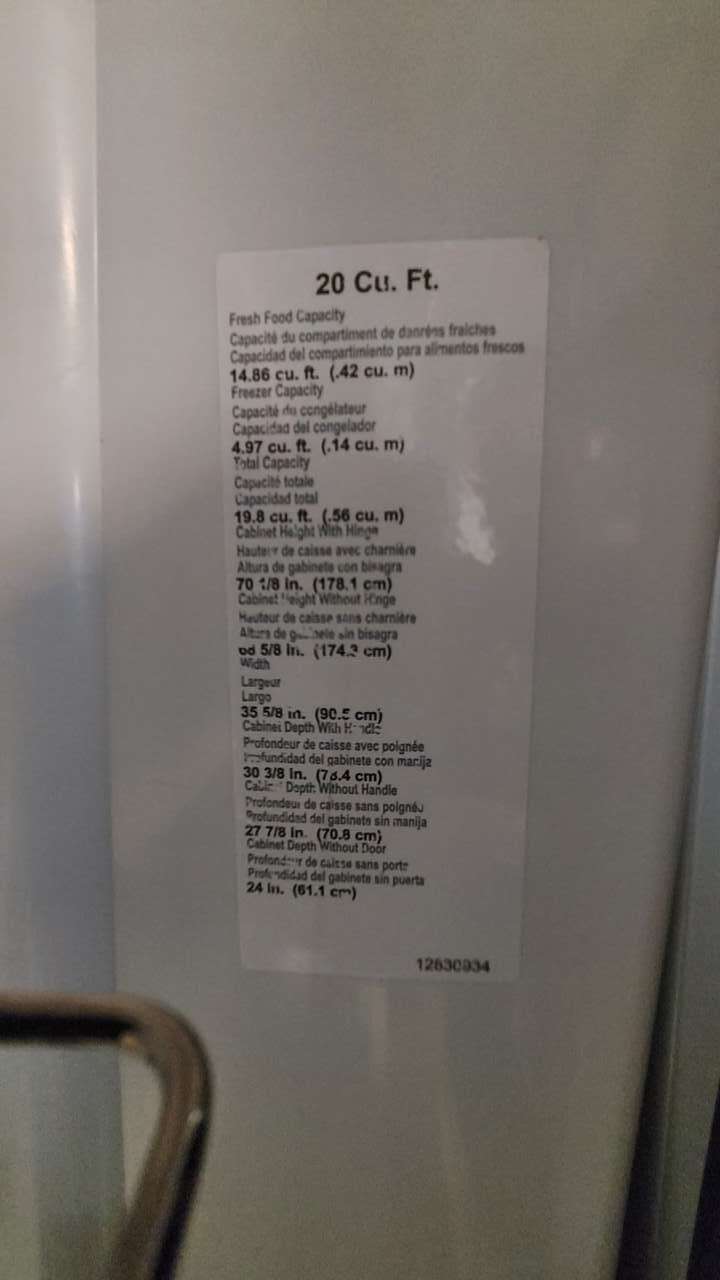 20 Cu. Ft.
Fresh Food Capacity
Capacité du compartiment de danréns fraîches
Capacidad del compartimiento para alimentos frescos
14.86 cu. ft. (.42 cu. m)
Freezer Capacity
Capacité du congélateur
Capacidad del congelador
4.97 cu. ft. (.14 cu. m)
Total Capacity
Capacité totale
Capacidad total
19.8 cu. ft. (.56 cu. m)
Cabinet Height With Hinge
Hauteur de caisse avec charnière
Altura de gabinete con bisagra
70 1/8 in. (178.1 cm)
Cabinet Height Without Hinge
Hauteur de caisse sans charnière
Altura de gabinete sin bisagra
5/8 in. (174.3 cm)
Width
Largeur
Largo
35 5/8 in. (90.5 cm)
Cabinet Depth With Handle
Profondeur de caisse avec poignée
Profundidad del gabinete con manija
30 3/8 in. cm)
Cabinet Depth Without Handle
Profondeur de caisse sans poignée
Profundidad del gabinete sin manija
27 7/8 in. (70.8 cm)
Cabinet Depth Without Door
Profondeur de caisse sans porte
Profundidad del gabinete sin puerta
24 in. (61.1 cm)